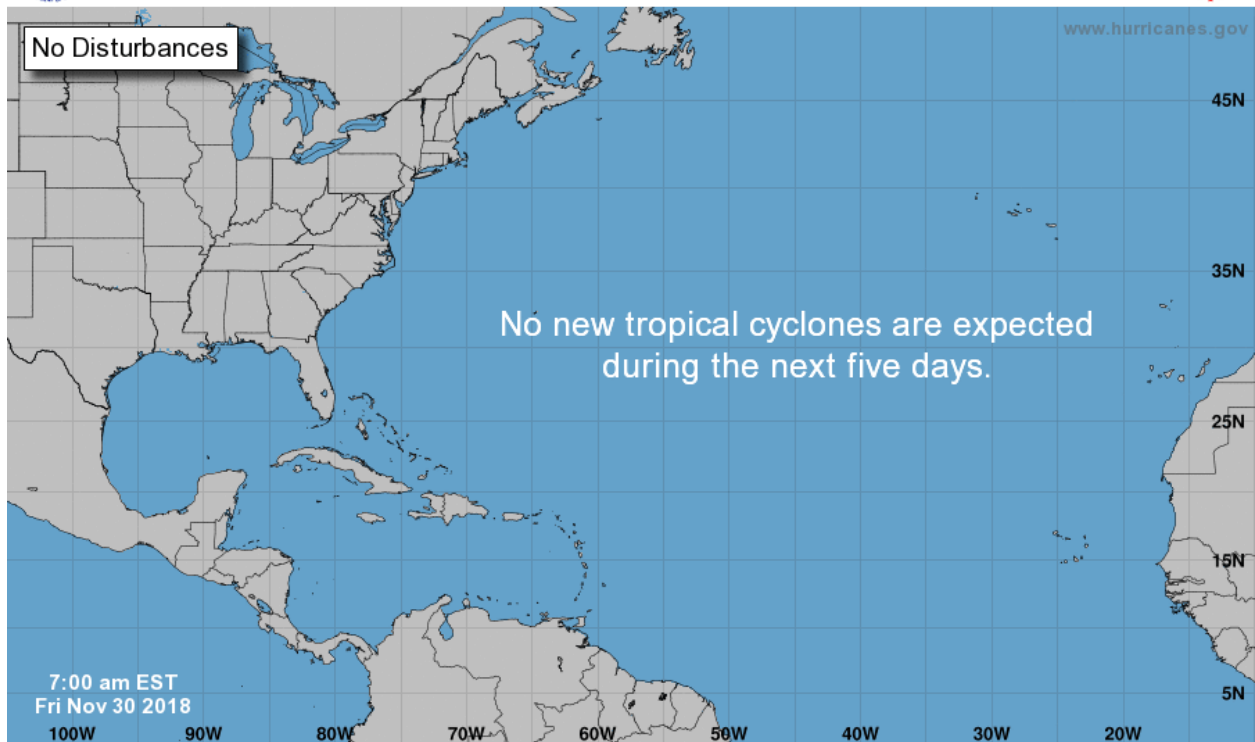 www.hurricanes.gov
No Disturbances
45N
35N
No new tropical cyclones are expected
during the next five days.
25N
15N
7:00 am EST
Fri Nov 30 2018
5N
100W 90W 80W 70W 60W 50W 40W 30W 20W